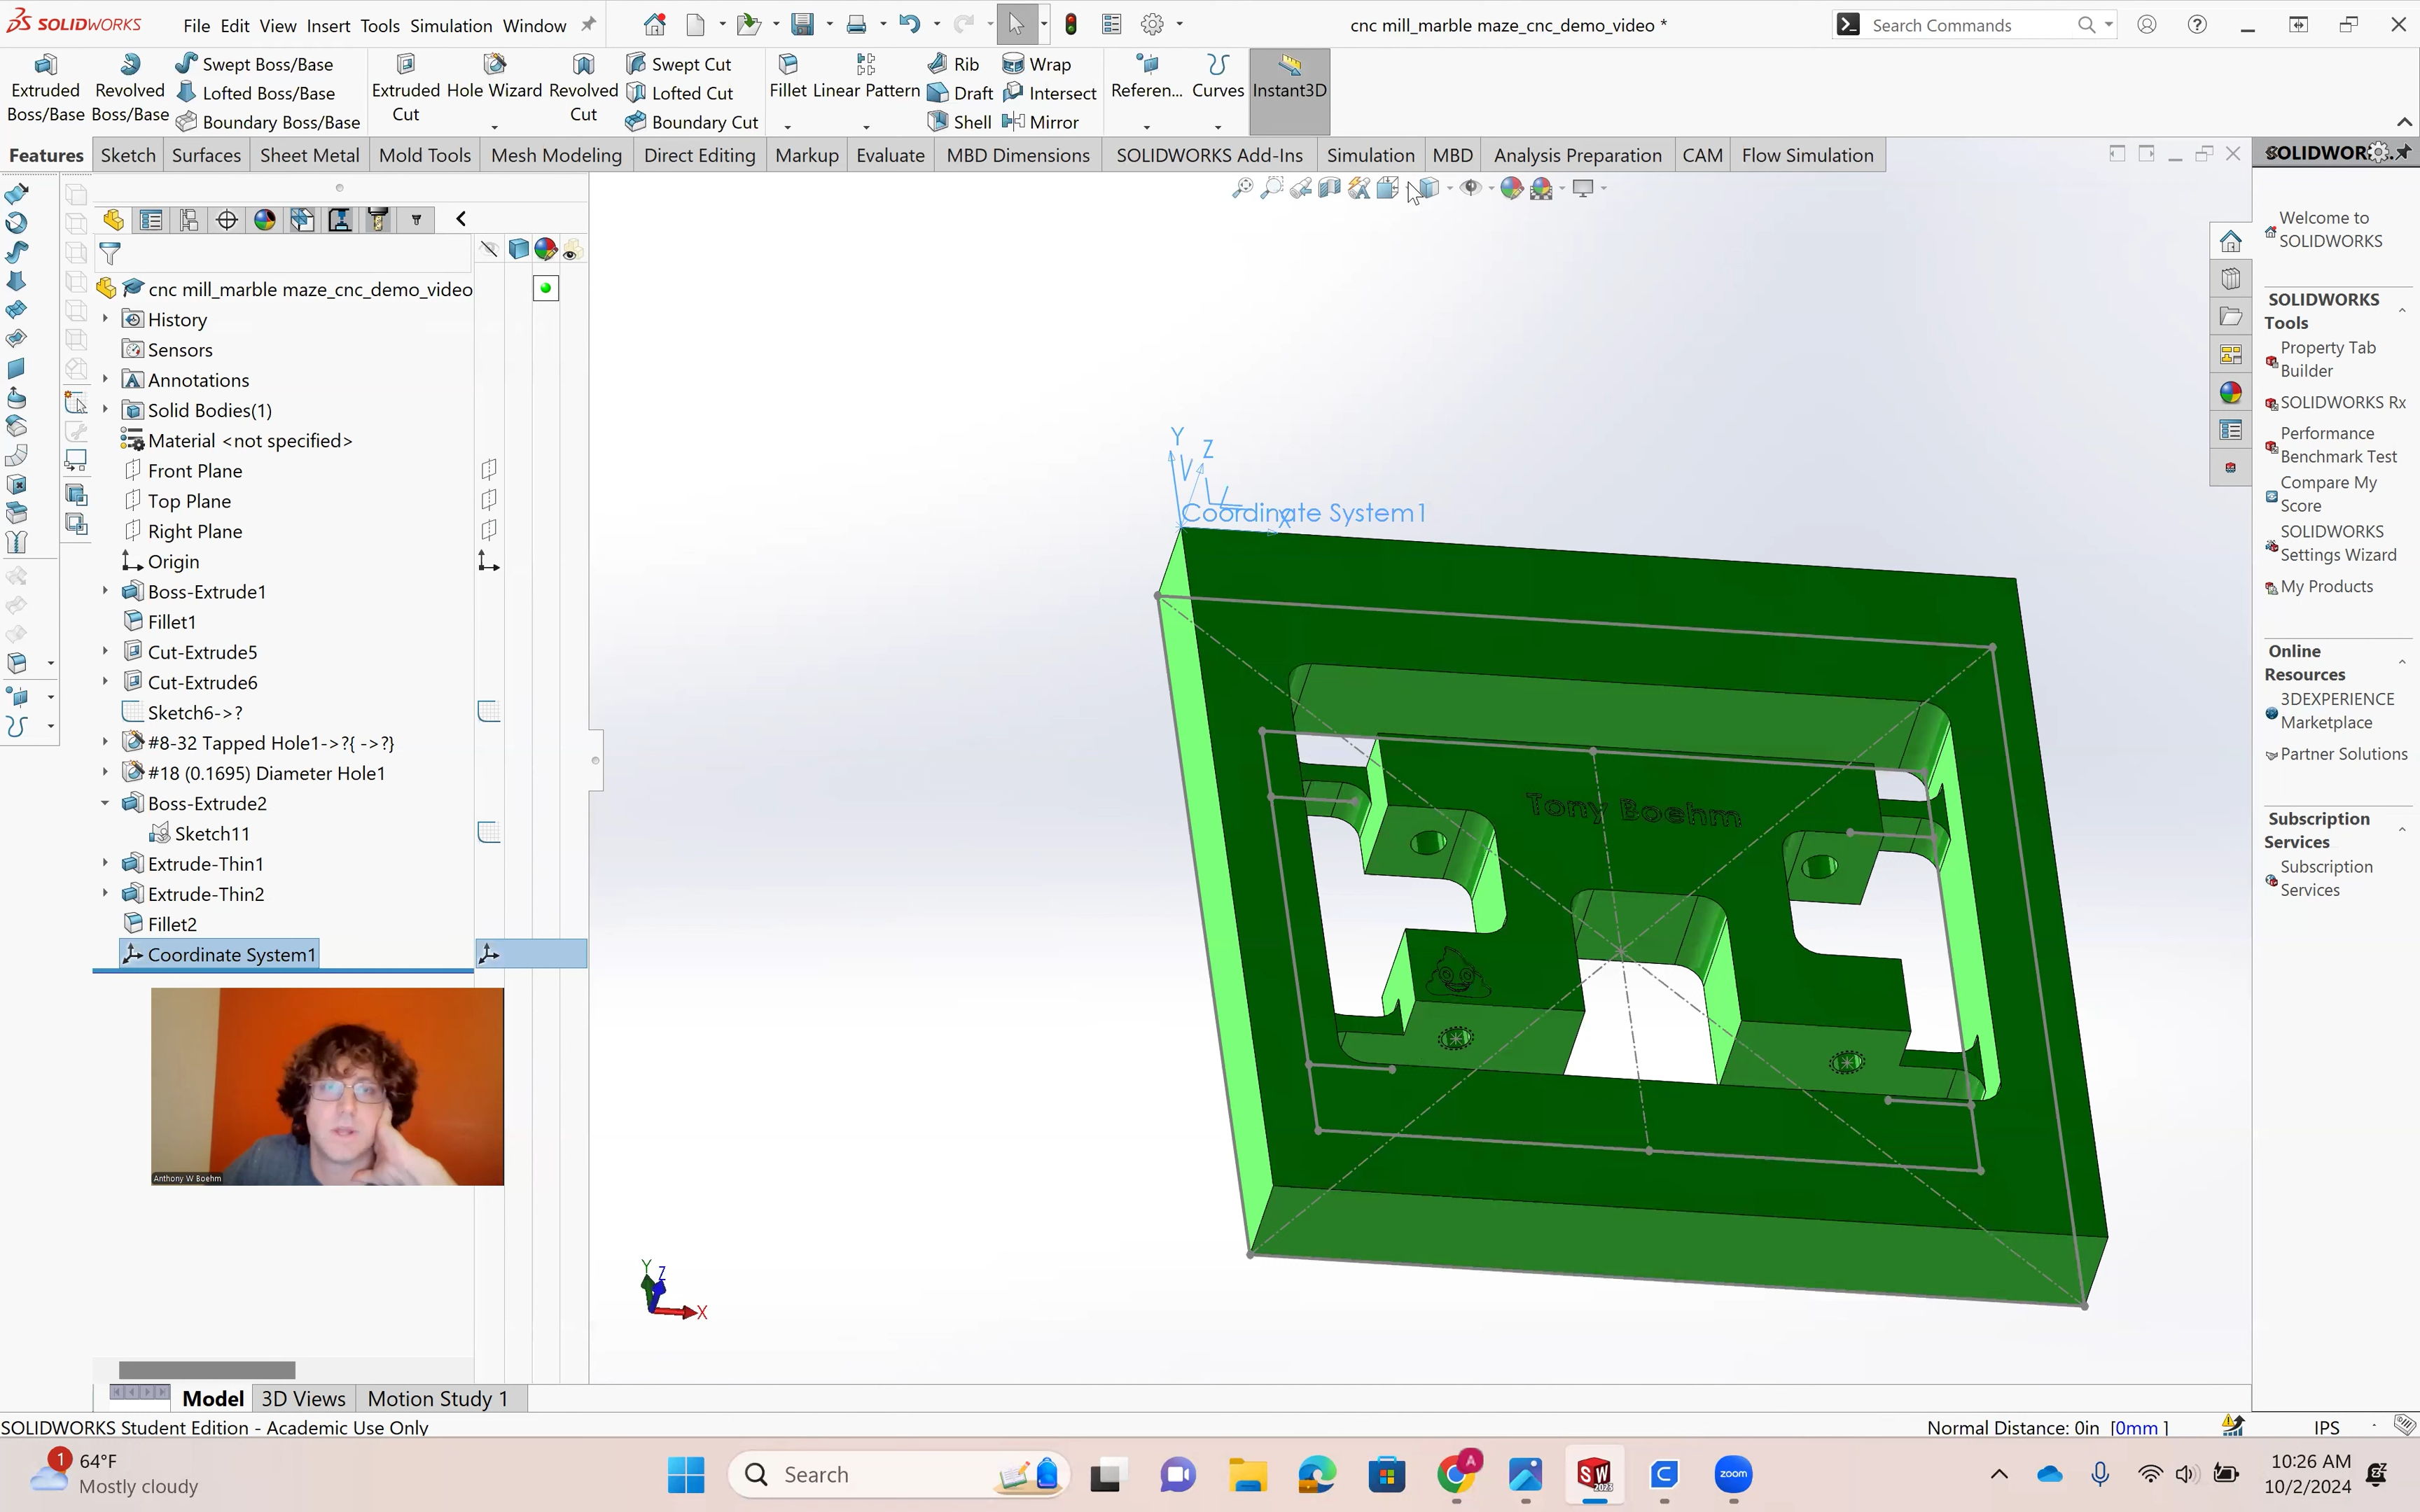 SOLIDWORKS File Edit View Insert Tools Simulation Window cnc mill_marble maze_cnc_demo_video * Search Commands
Extruded Boss/Base
Revolved Boss/Base
Swept Boss/Base
Lofted Boss/Base
Boundary Boss/Base
Extruded Cut
Hole Wizard
Revolved Cut
Swept Cut
Lofted Cut
Boundary Cut
Fillet
Linear Pattern
Rib
Draft
Shell
Wrap
Intersect
Mirror
Referen...
Curves
Instant3D
Features Sketch Surfaces Sheet Metal Mold Tools Mesh Modeling Direct Editing Markup Evaluate MBD Dimensions SOLIDWORKS Add-Ins Simulation MBD Analysis Preparation CAM Flow Simulation
cnc mill_marble maze_cnc_demo_video
History
Sensors
Annotations
Solid Bodies(1)
Material <not specified>
Front Plane
Top Plane
Right Plane
Origin
Boss-Extrude1
Fillet1
Cut-Extrude5
Cut-Extrude6
Sketch6->?
#8-32 Tapped Hole1->?{ ->?}
#18 (0.1695) Diameter Hole1
Boss-Extrude2
Sketch11
Extrude-Thin1
Extrude-Thin2
Fillet2
Coordinate System1
Anthony W Boehm
Y
Z
X
Coordinate System1
Tony Boehm
Y
Z
X
Welcome to
SOLIDWORKS
SOLIDWORKS
Tools
Property Tab
Builder
SOLIDWORKS Rx
Performance
Benchmark Test
Compare My
Score
SOLIDWORKS
Settings Wizard
My Products
Online
Resources
3DEXPERIENCE
Marketplace
Partner Solutions
Subscription
Services
Subscription
Services
Model 3D Views Motion Study 1
SOLIDWORKS Student Edition - Academic Use Only Normal Distance: 0in [0mm ] IPS
1
64°F
Mostly cloudy
Search
A
SW
2023
C
zoom
10:26 AM
10/2/2024